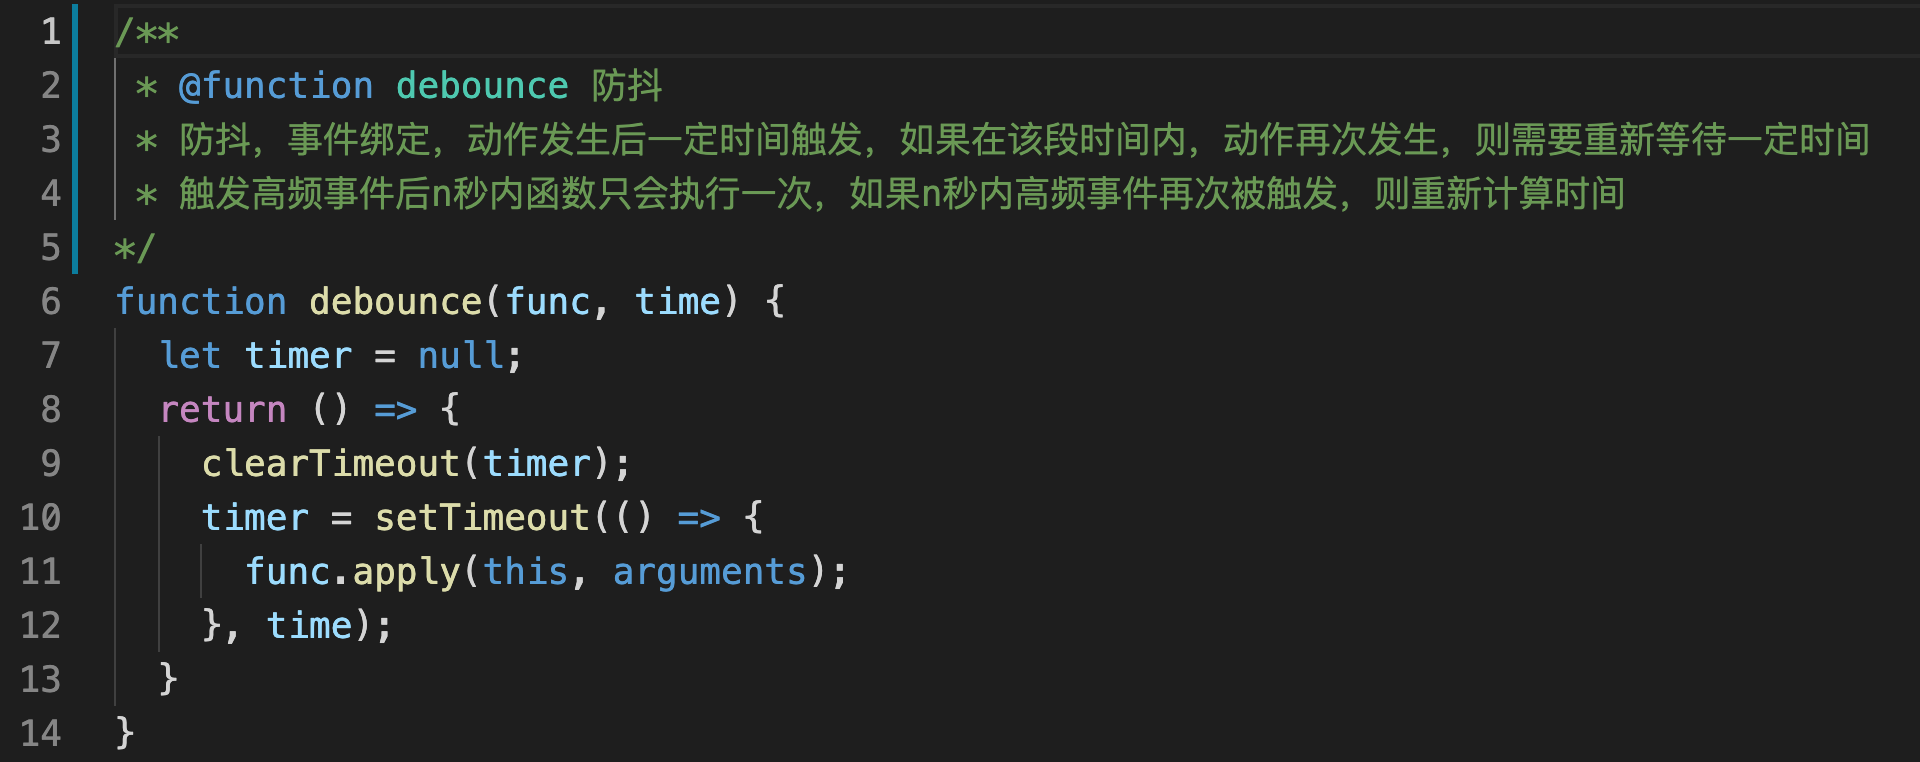 1 /**
2  * @function debounce 防抖
3  * 防抖，事件绑定，动作发生后一定时间触发，如果在该段时间内，动作再次发生，则需要重新等待一定时间
4  * 触发高频事件后n秒内函数只会执行一次，如果n秒内高频事件再次被触发，则重新计算时间
5 */
6 function debounce(func, time) {
7   let timer = null;
8   return () => {
9     clearTimeout(timer);
10     timer = setTimeout(() => {
11       func.apply(this, arguments);
12     }, time);
13   }
14 }